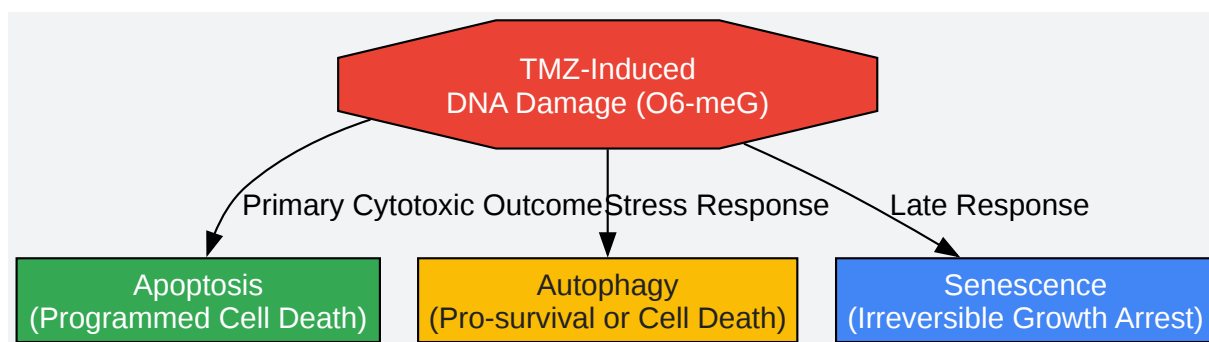 TMZ-Induced
DNA Damage (O6-meG)
Primary Cytotoxic Outcome
Stress Response
Late Response
Apoptosis
(Programmed Cell Death)
Autophagy
(Pro-survival or Cell Death)
Senescence
(Irreversible Growth Arrest)